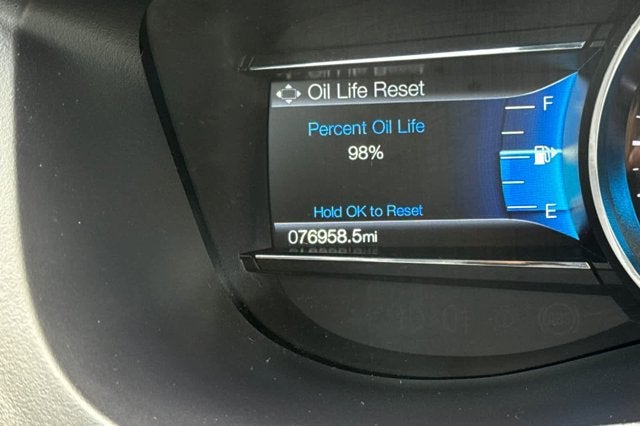 Oil Life Reset
Percent Oil Life
98%
Hold OK to Reset
076958.5mi
F
E